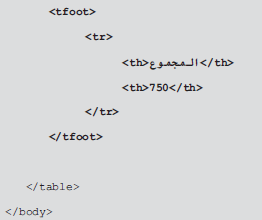 <tfoot>
<tr>
<th>المجموع</th>
<th>750</th>
</tr>
</tfoot>
</table>
</body>